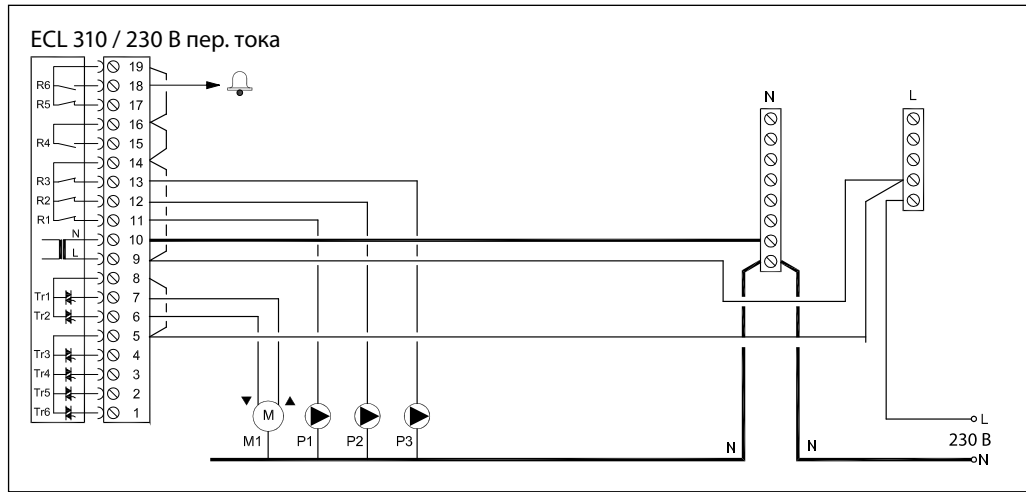 ECL 310 / 230 В пер. тока
N
L
19
R6 18
R5 17
16
R4 15
14
R3 13
R2 12
R1 11
N 10
L 9
8
Tr1 7
Tr2 6
5
Tr3 4
Tr4 3
Tr5 2
Tr6 1
M
M1 P1 P2 P3
N N
L
230 В
N